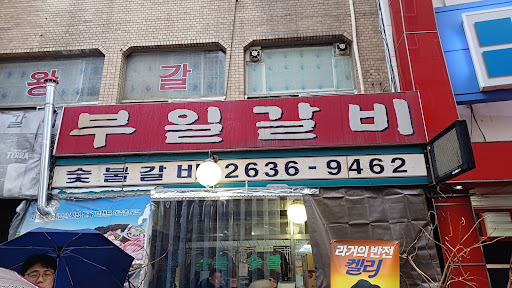 왕 갈
부일갈비
숯불갈비 2636-9462
TERRA
라거의 반전
켈리